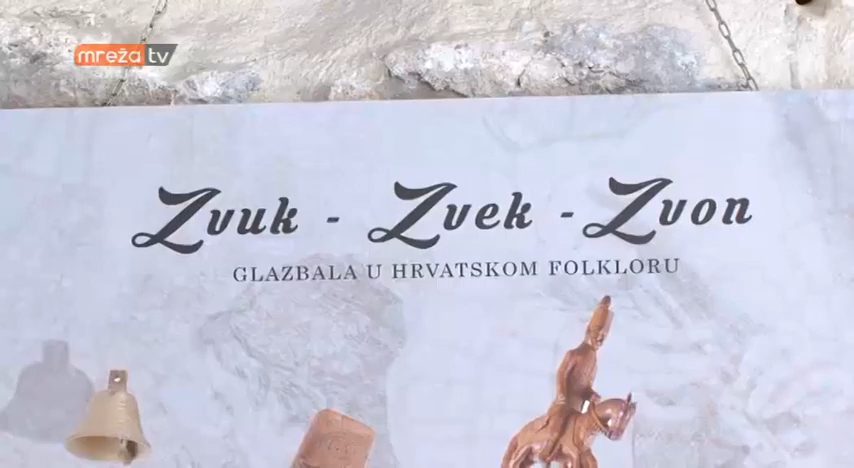 mreža tv
Zvuk - Zvek - Zvon
GLAZBALA U HRVATSKOM FOLKLORU